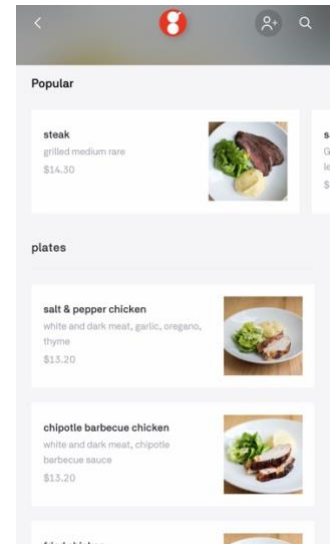 Popular
steak
grilled medium rare
$14.30
s
G
le
$
plates
salt & pepper chicken
white and dark meat, garlic, oregano,
thyme
$13.20
chipotle barbecue chicken
white and dark meat, chipotle
barbecue sauce
$13.20